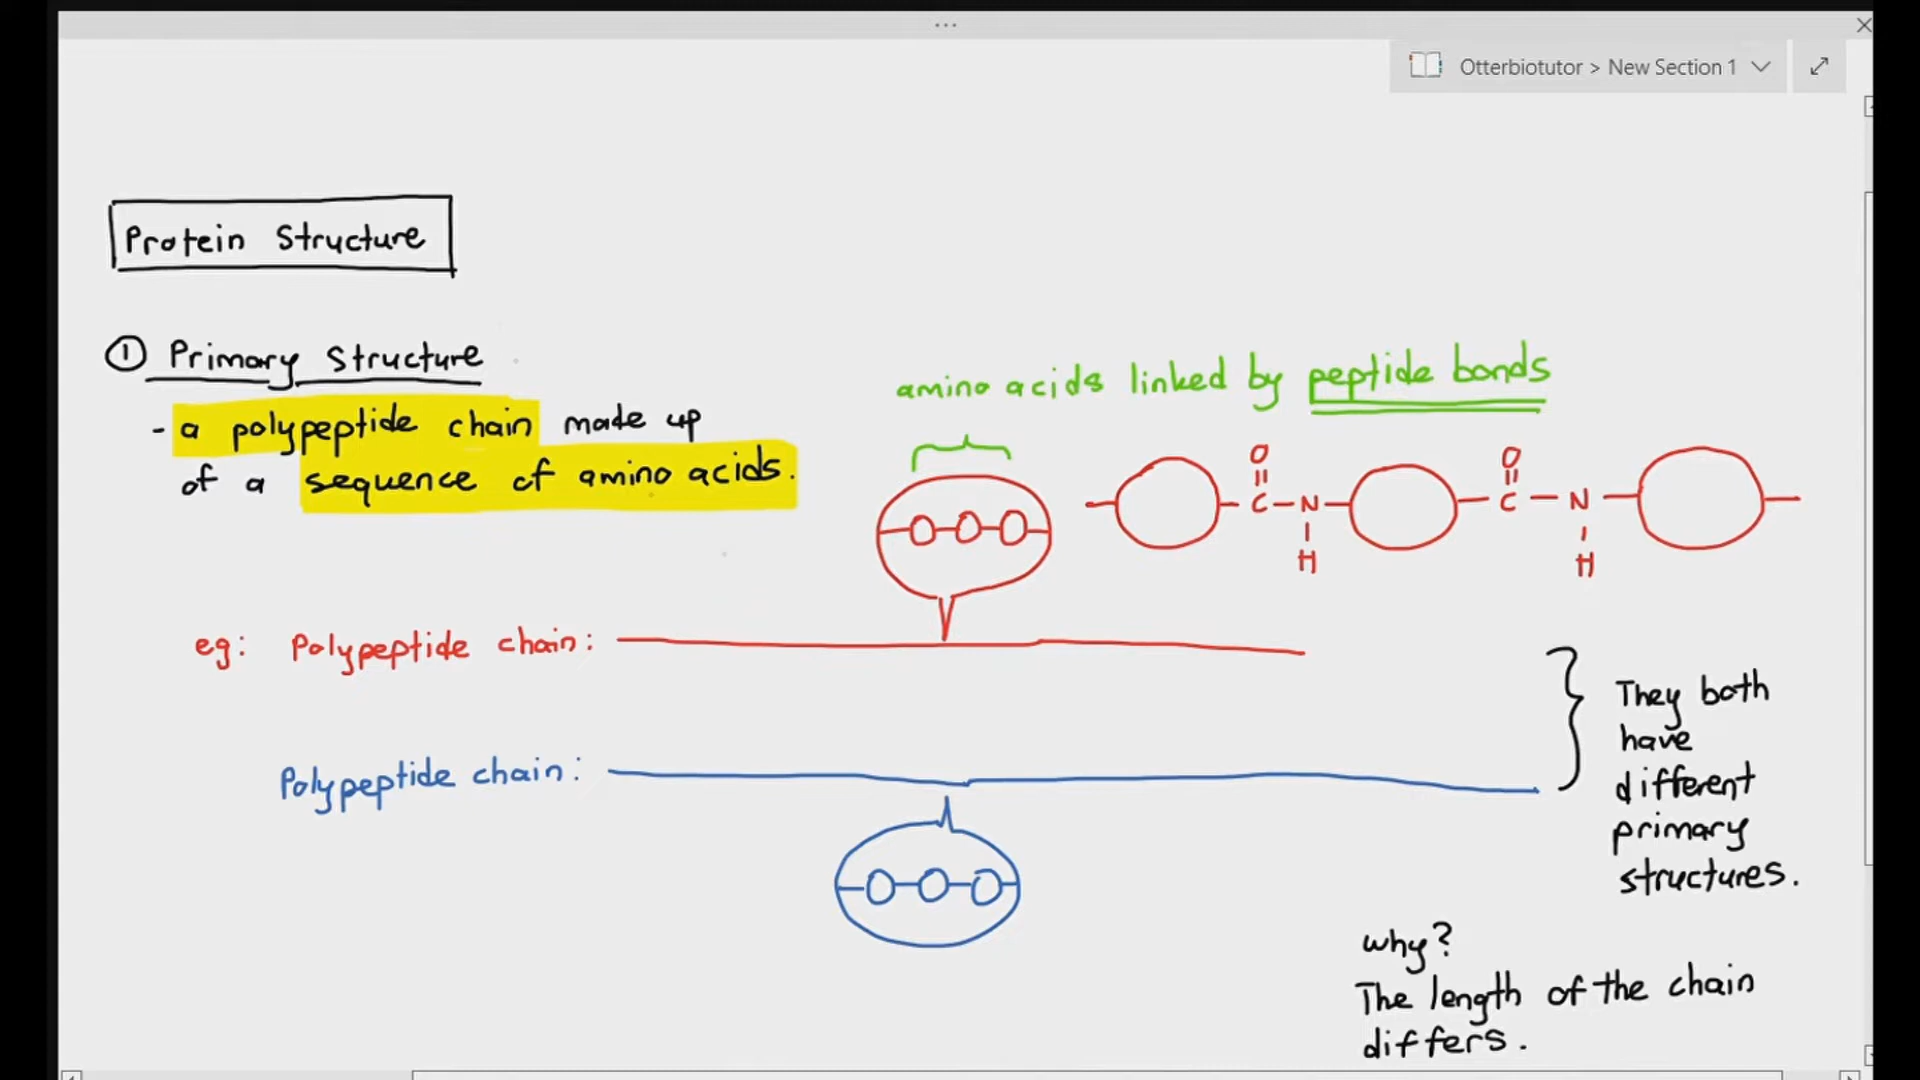 Otterbiotutor > New Section 1
Protein Structure
① Primary Structure
- a polypeptide chain made up
of a sequence of amino acids.
amino acids linked by peptide bonds
O O
C - N C - N
H H
eg: Polypeptide chain:
Polypeptide chain:
They both
have
different
primary
structures.
why?
The length of the chain
differs.